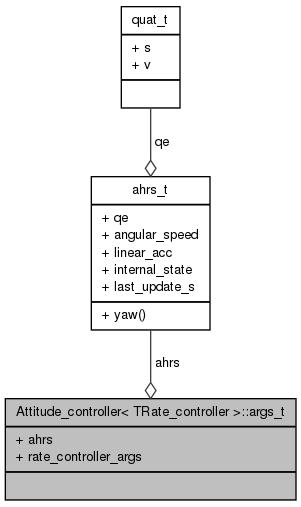 quat_t
+ s
+ v
qe
ahrs_t
+ qe
+ angular_speed
+ linear_acc
+ internal_state
+ last_update_s
+ yaw()
ahrs
Attitude_controller< TRate_controller >::args_t
+ ahrs
+ rate_controller_args